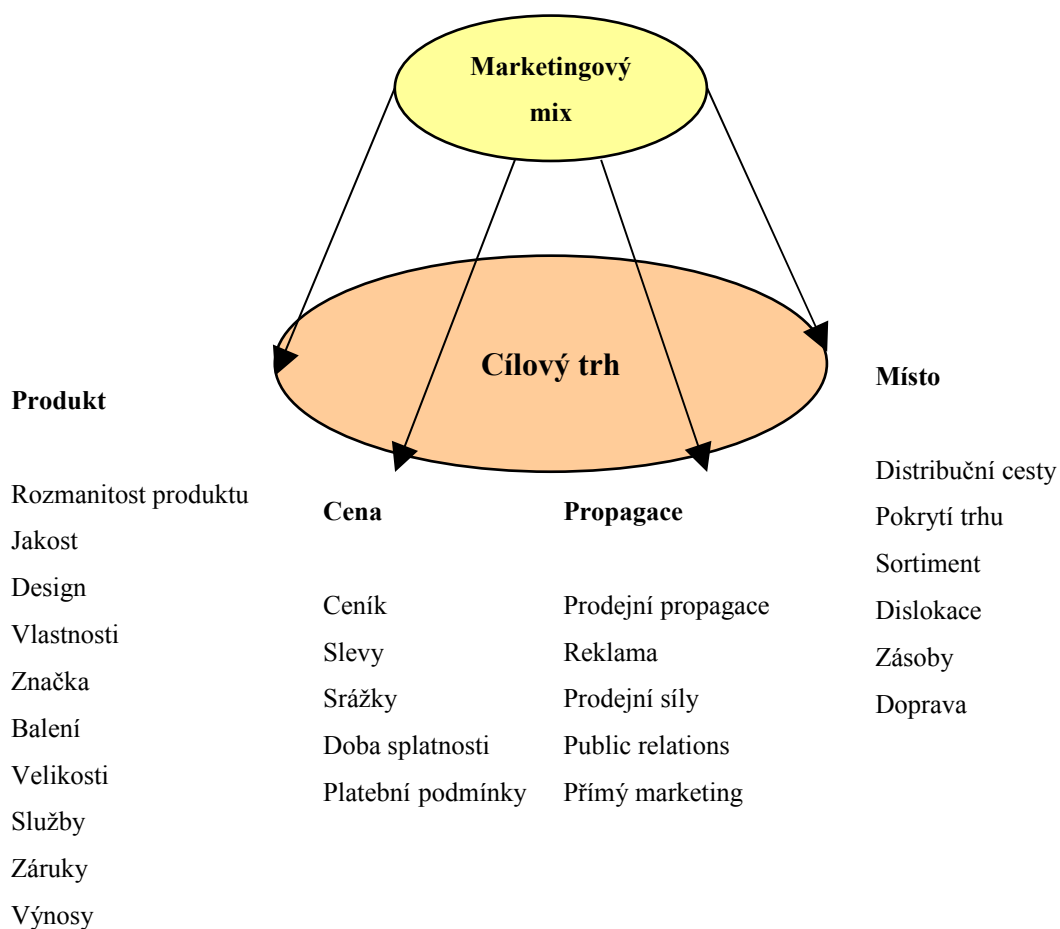 Marketingový
mix
Cílový trh
Produkt
Rozmanitost produktu
Jakost
Design
Vlastnosti
Značka
Balení
Velikosti
Služby
Záruky
Výnosy
Cena
Ceník
Slevy
Srážky
Doba splatnosti
Platební podmínky
Propagace
Prodejní propagace
Reklama
Prodejní síly
Public relations
Přímý marketing
Místo
Distribuční cesty
Pokrytí trhu
Sortiment
Dislokace
Zásoby
Doprava